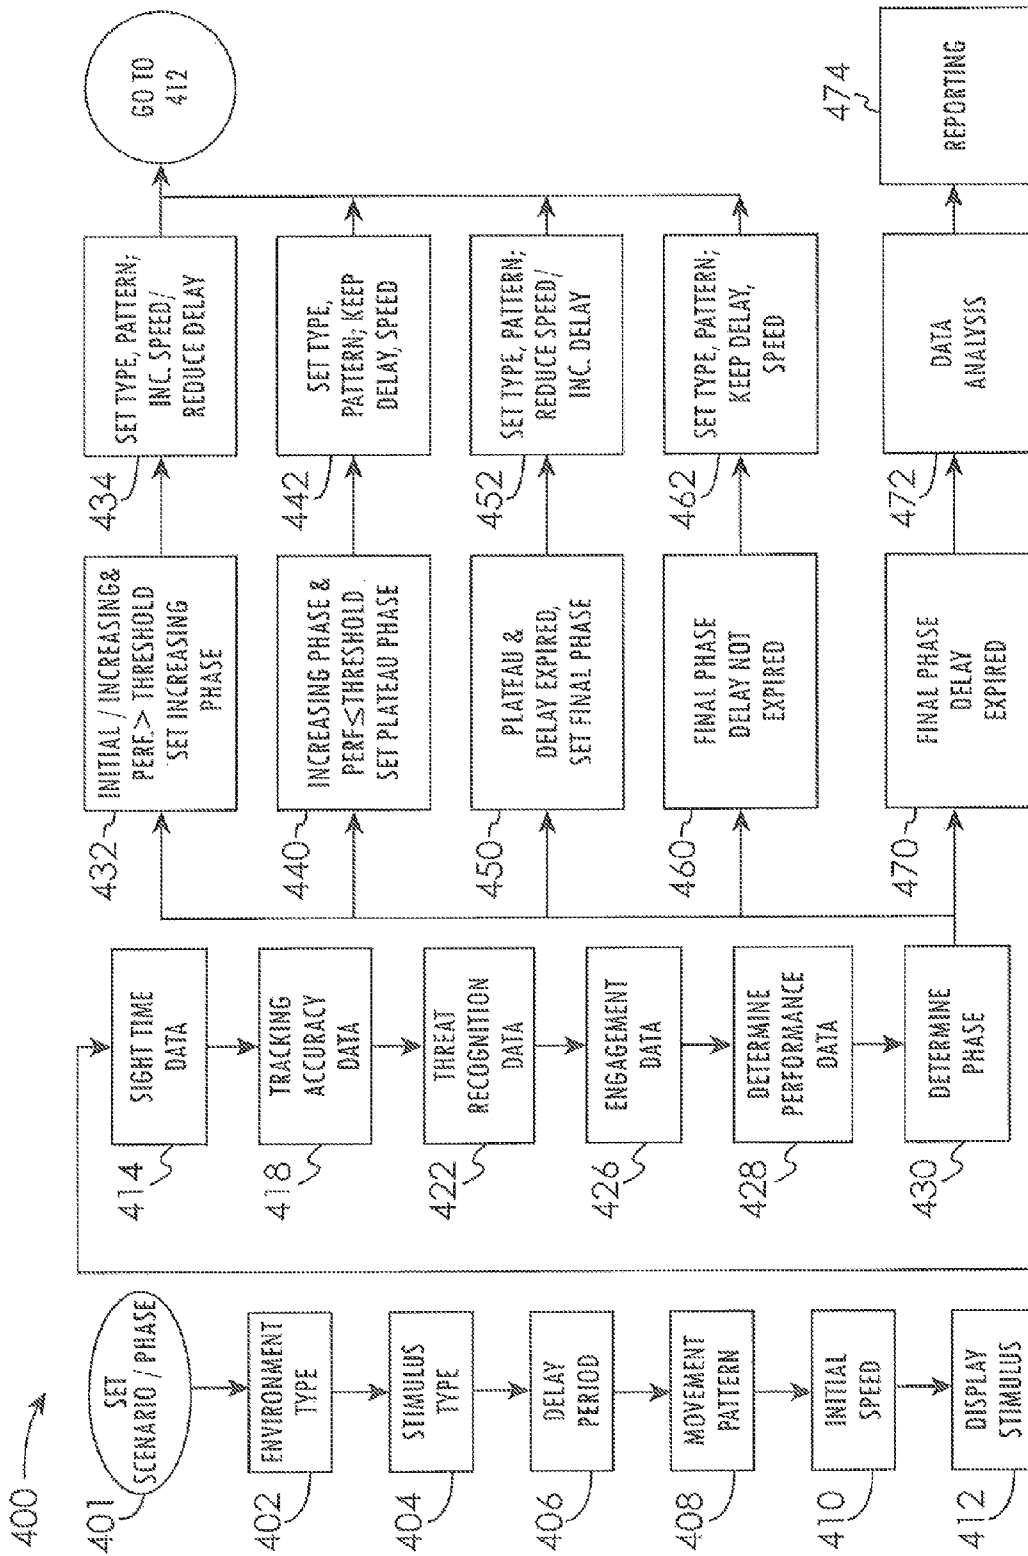 400
401
SET
SCENARIO / PHASE
402
ENVIRONMENT
TYPE
404
STIMULUS
TYPE
406
DELAY
PERIOD
408
MOVEMENT
PATTERN
410
INITIAL
SPEED
412
DISPLAY
STIMULUS
414
SIGHT TIME
DATA
418
TRACKING
ACCURACY
DATA
422
THREAT
RECOGNITION
DATA
426
ENGAGEMENT
DATA
428
DETERMINE
PERFORMANCE
DATA
430
DETERMINE
PHASE
432
INITIAL / INCREASING&
PERF.> THRESHOLD
SET INCREASING
PHASE
440
INCREASING PHASE &
PERF≤THRESHOLD.
SET PLATEAU PHASE
450
PLATEAU &
DELAY EXPIRED,
SET FINAL PHASE
460
FINAL PHASE
DELAY NOT
EXPIRED
470
FINAL PHASE
DELAY
EXPIRED
434
SET TYPE, PATTERN;
INC. SPEED/
REDUCE DELAY
442
SET TYPE,
PATTERN; KEEP
DELAY, SPEED
452
SET TYPE, PATTERN;
REDUCE SPEED/
INC. DELAY
462
SET TYPE, PATTERN;
KEEP DELAY,
SPEED
472
DATA
ANALYSIS
GO TO
412
474
REPORTING